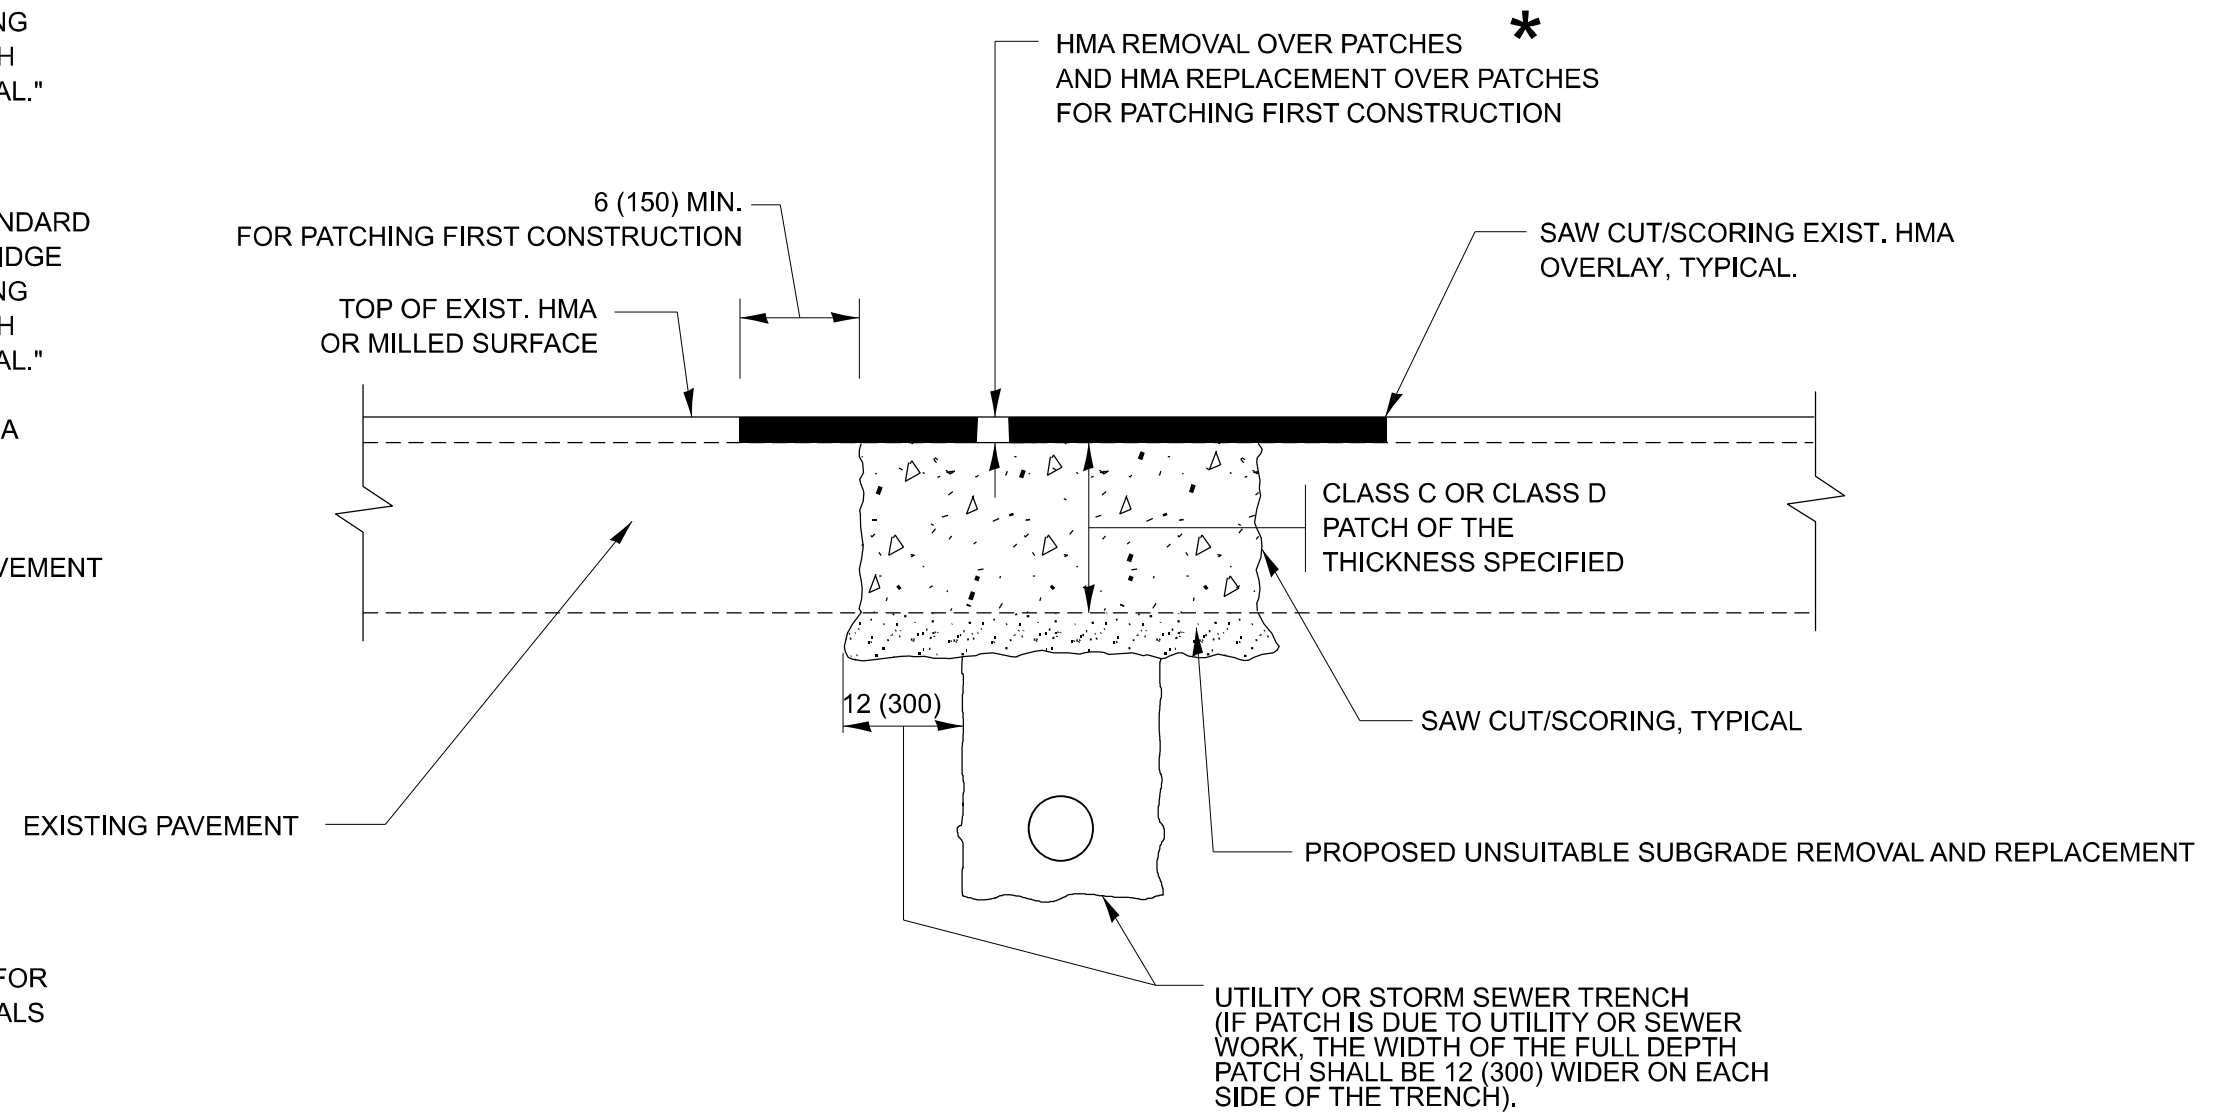 H
AL."
IDGE
H
AL."
A
FOR
HMA REMOVAL OVER PATCHES *
AND HMA REPLACEMENT OVER PATCHES
FOR PATCHING FIRST CONSTRUCTION
6 (150) MIN.
FOR PATCHING FIRST CONSTRUCTION
SAW CUT/SCORING EXIST. HMA
OVERLAY, TYPICAL.
TOP OF EXIST. HMA
OR MILLED SURFACE
CLASS C OR CLASS D
PATCH OF THE
THICKNESS SPECIFIED
12 (300)
SAW CUT/SCORING, TYPICAL
EXISTING PAVEMENT
PROPOSED UNSUITABLE SUBGRADE REMOVAL AND REPLACEMENT
UTILITY OR STORM SEWER TRENCH
(IF PATCH IS DUE TO UTILITY OR SEWER
WORK, THE WIDTH OF THE FULL DEPTH
PATCH SHALL BE 12 (300) WIDER ON EACH
SIDE OF THE TRENCH).